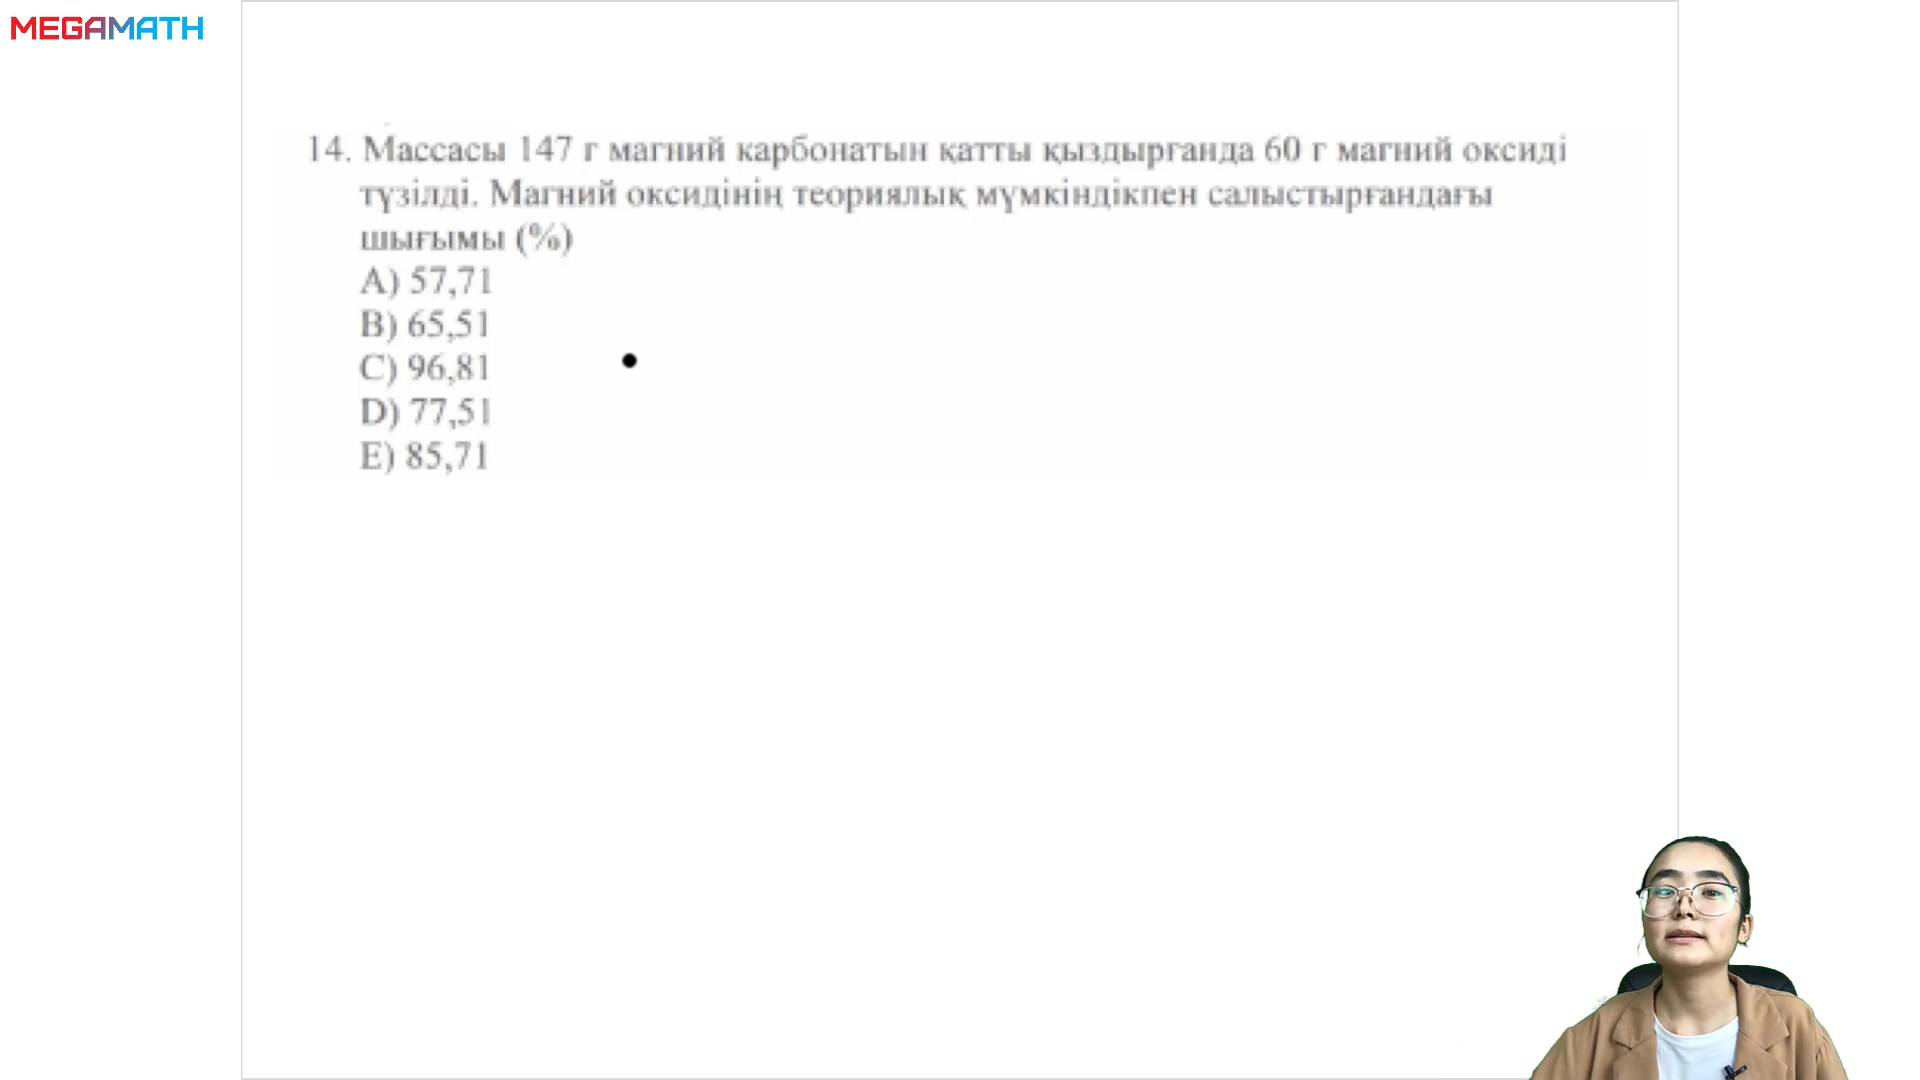 MEGAMATH
14. Массасы 147 г магний карбонатын қатты қыздырғанда 60 г магний оксиді
түзілді. Магний оксидінің теориялық мүмкіндікпен салыстырғандағы
шығымы (%)
A) 57,71
B) 65,51
C) 96,81
D) 77,51
E) 85,71